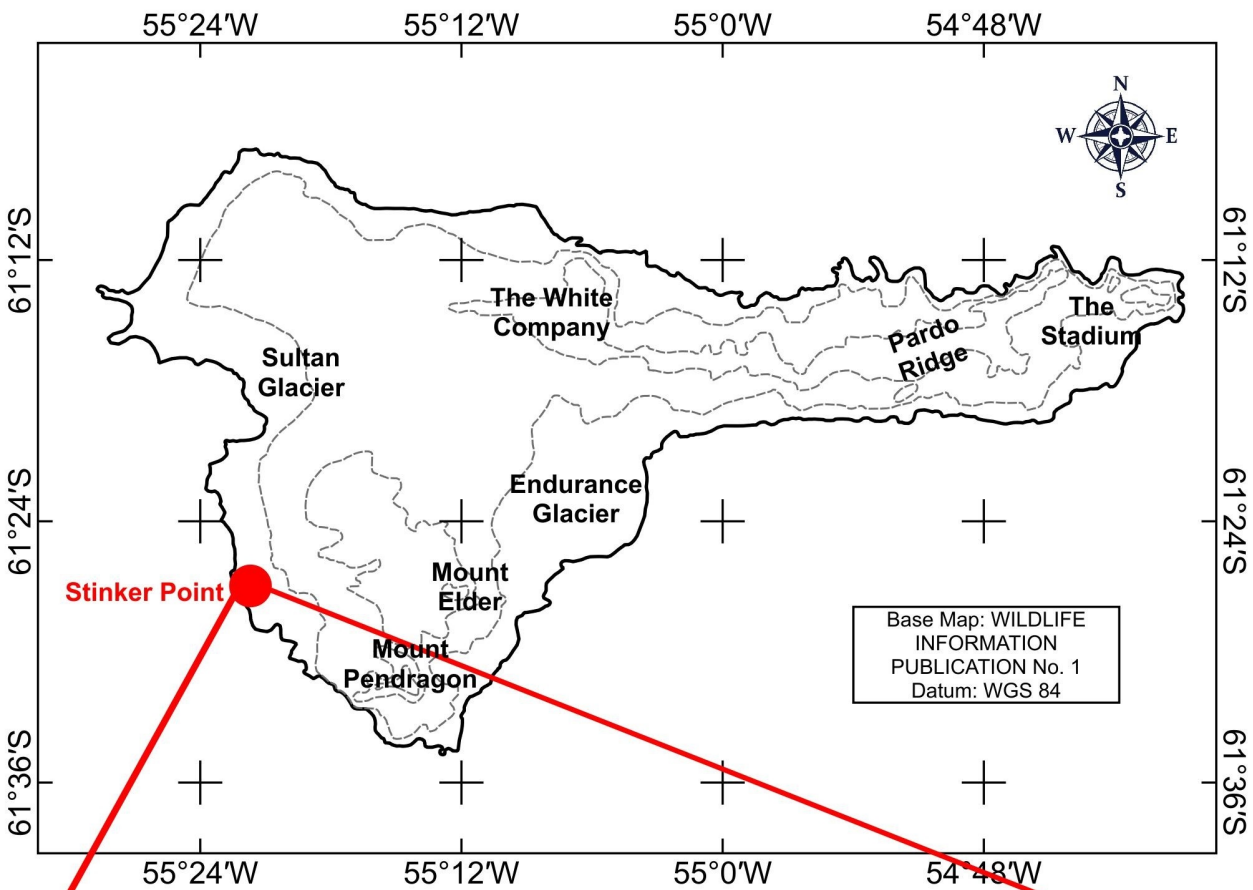 55°24'W 55°12'W 55°0'W 54°48'W
N
W E
S
61°12'S
61°12'S
The White
Company
The
Stadium
Pardo
Ridge
Sultan
Glacier
Endurance
Glacier
61°24'S
61°24'S
Mount
Elder
Stinker Point
Mount
Pendragon
Base Map: WILDLIFE
INFORMATION
PUBLICATION No. 1
Datum: WGS 84
61°36'S
61°36'S
55°24'W 55°12'W 55°0'W 54°48'W